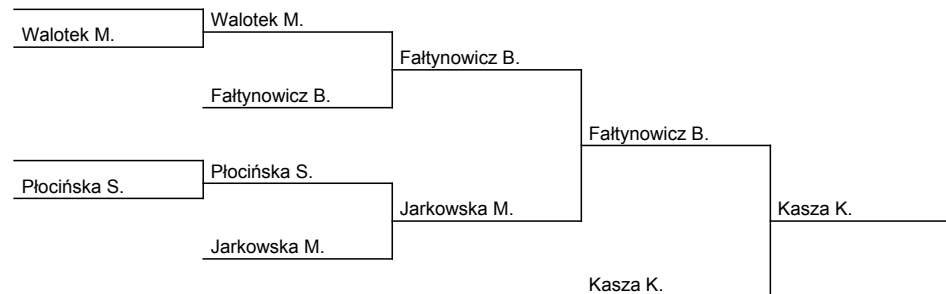 Walotek M.
Walotek M.
Fałtynowicz B.
Fałtynowicz B.
Fałtynowicz B.
Płocińska S.
Płocińska S.
Jarkowska M.
Kasza K.
Jarkowska M.
Kasza K.